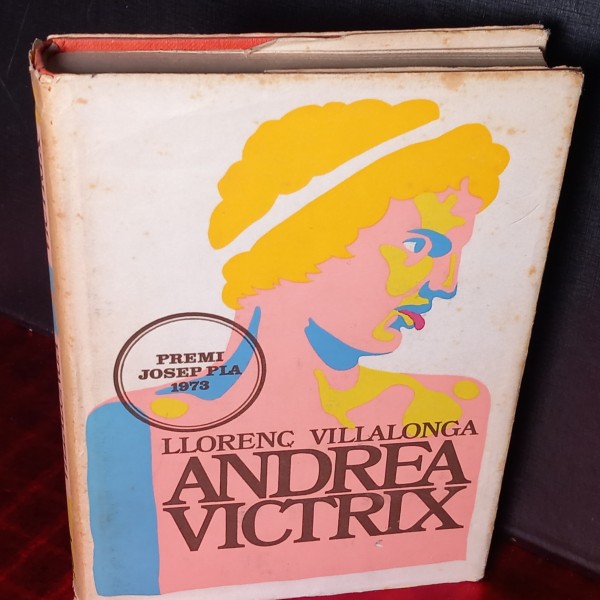 PREMI
JOSEP PLA
1973
LLORENÇ VILLALONGA
ANDREA
VICTRIX